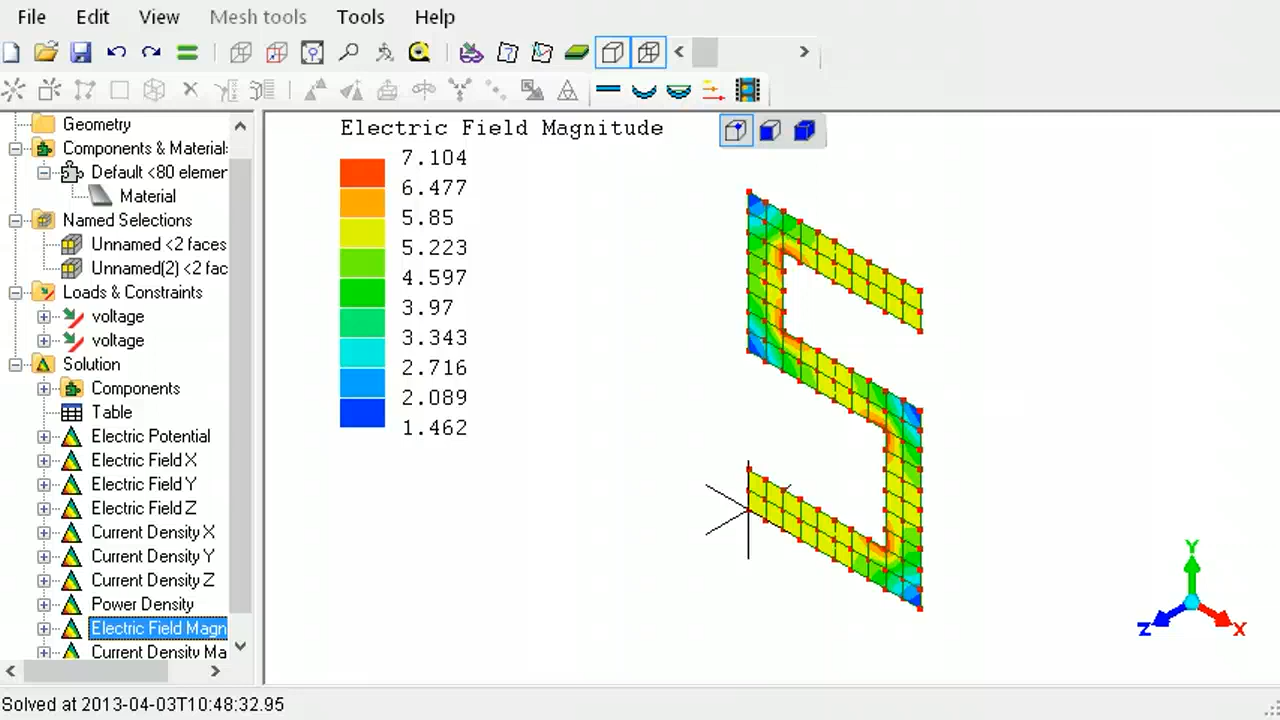 File Edit View Mesh tools Tools Help
Geometry
Components & Material
Default <80 elemer
Material
Named Selections
Unnamed <2 faces
Unnamed(2) <2 fac
Loads & Constraints
voltage
voltage
Solution
Components
Table
Electric Potential
Electric Field X
Electric Field Y
Electric Field Z
Current Density X
Current Density Y
Current Density Z
Power Density
Electric Field Magn
Current Density Ma
Electric Field Magnitude
7.104
6.477
5.85
5.223
4.597
3.97
3.343
2.716
2.089
1.462
Y
Z
X
Solved at 2013-04-03T10:48:32.95